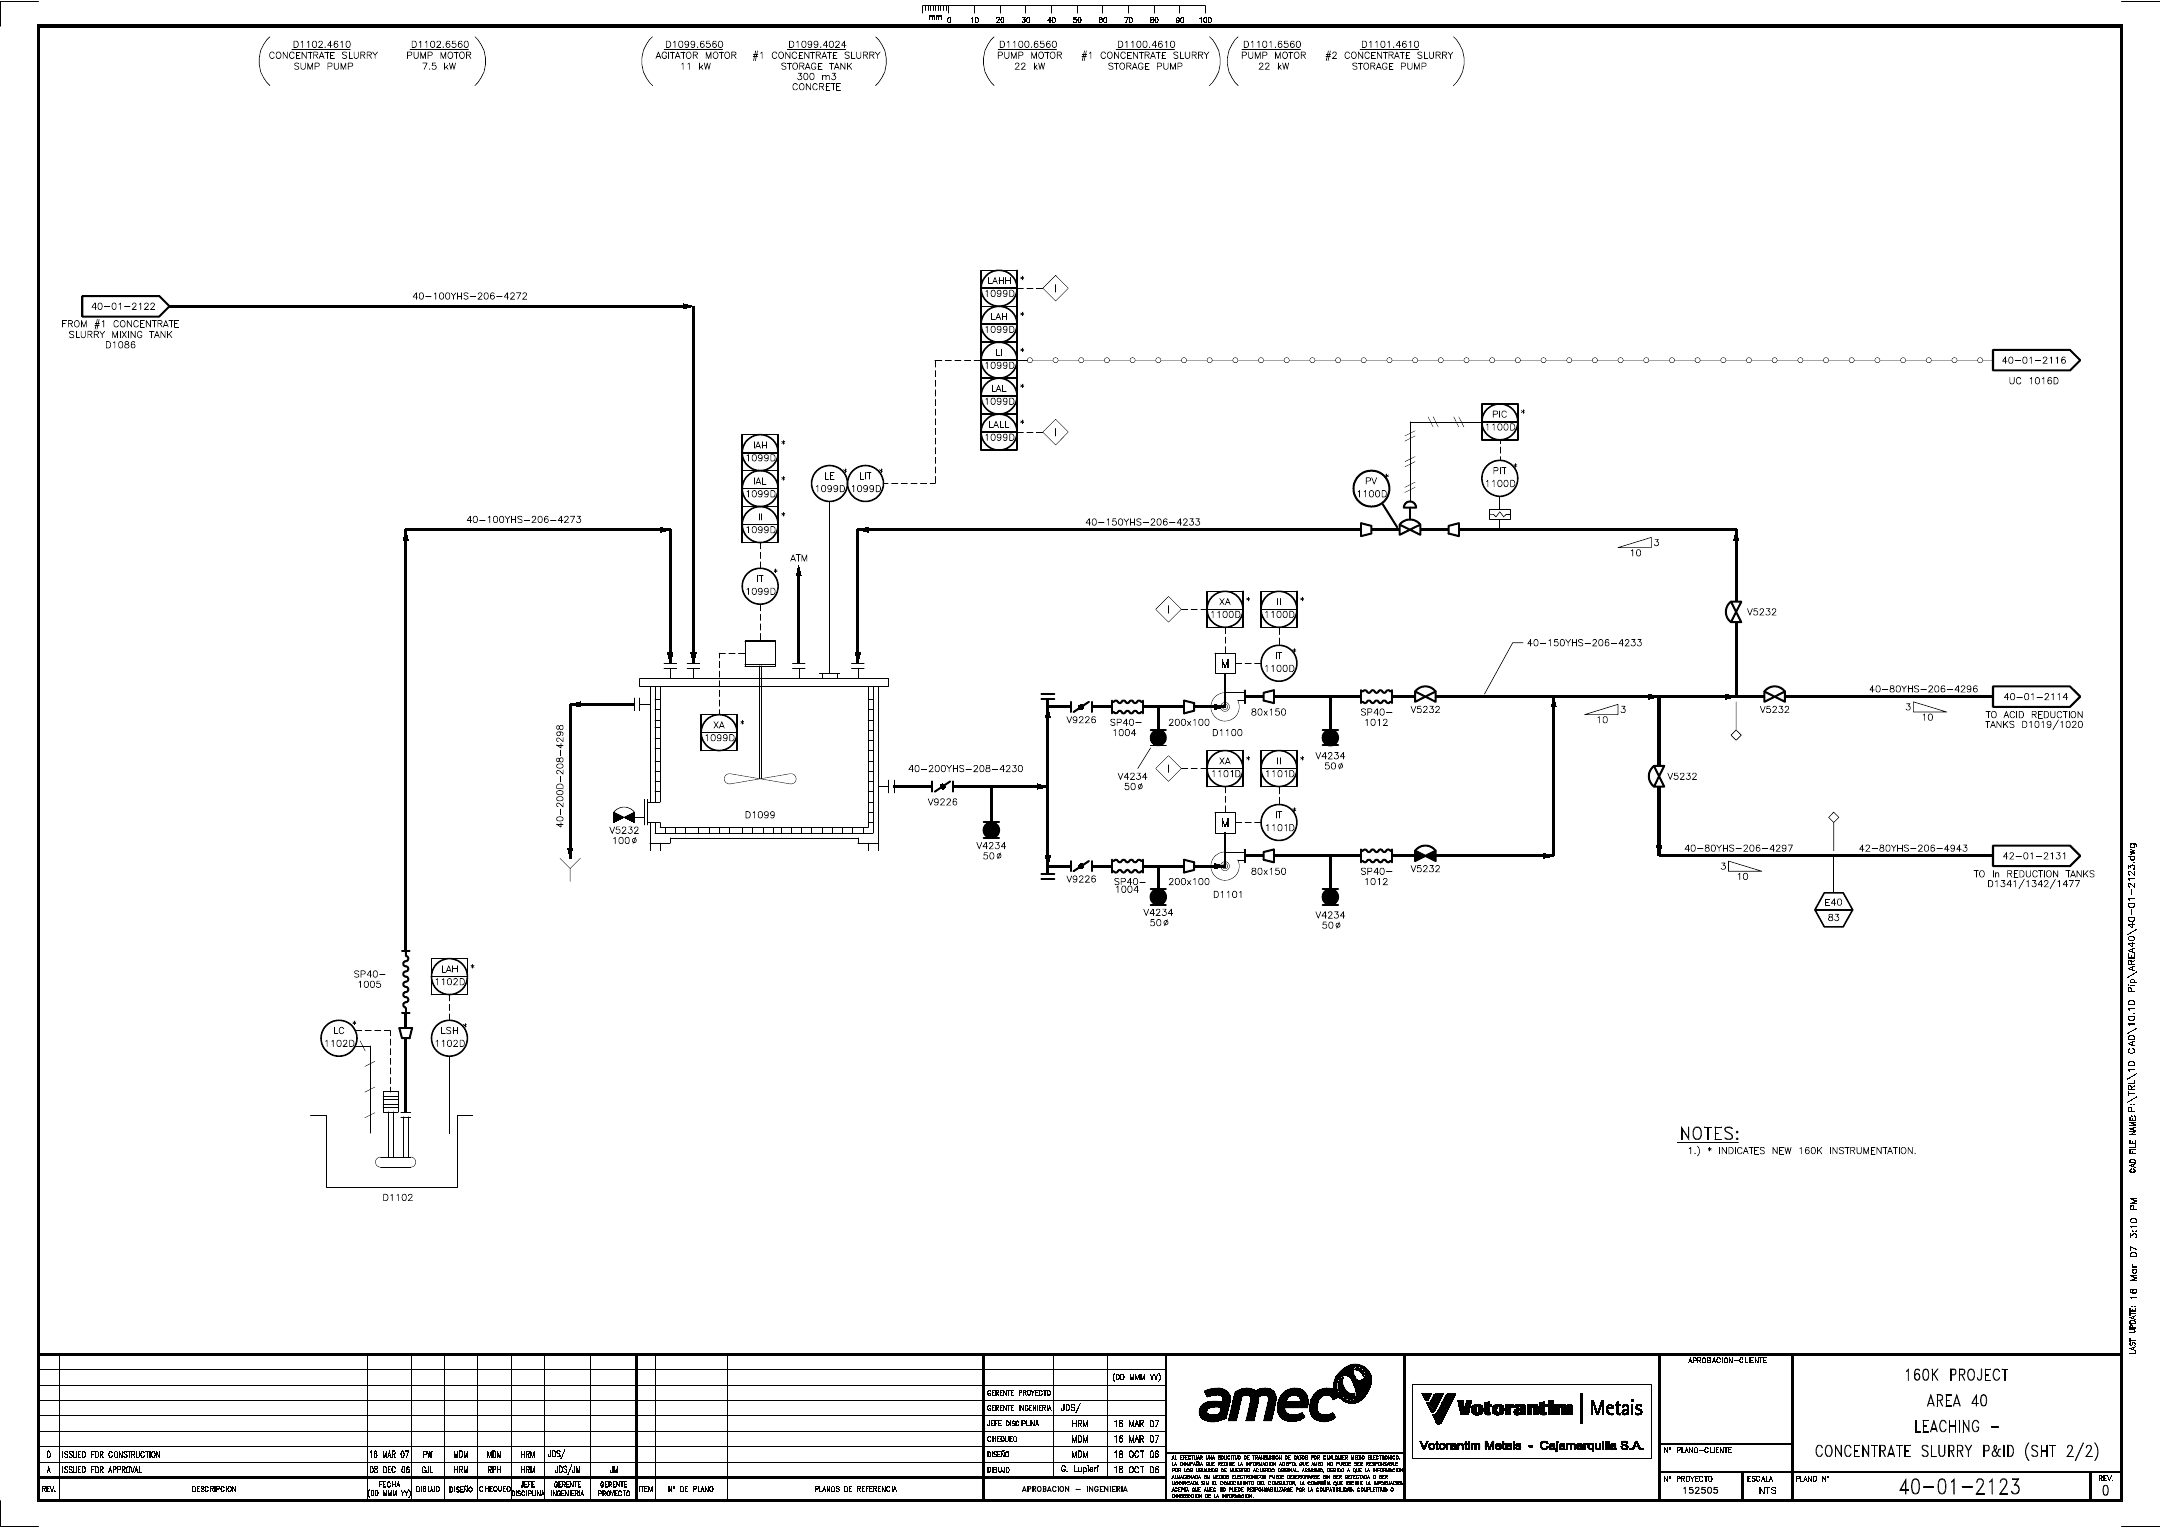 mm 0 10 20 30 40 50 60 70 80 90 100
D1102.4610
CONCENTRATE SLURRY
SUMP PUMP
D1102.6560
PUMP MOTOR
7.5 kW
D1099.6560
AGITATOR MOTOR
11 kW
D1099.4024
#1 CONCENTRATE SLURRY
STORAGE TANK
300 m3
CONCRETE
D1100.6560
PUMP MOTOR
22 kW
D1100.4610
#1 CONCENTRATE SLURRY
STORAGE PUMP
D1101.6560
PUMP MOTOR
22 kW
D1101.4610
#2 CONCENTRATE SLURRY
STORAGE PUMP
40-01-2122
FROM #1 CONCENTRATE
SLURRY MIXING TANK
D1086
40-100YHS-206-4272
LAHH *
1099D
I
LAH *
1099D
LI *
1099D
LAL *
1099D
LALL *
1099D
I
40-01-2116
UC 1016D
PIC *
1100D
PIT *
1100D
PV *
1100D
IAH *
1099D
IAL *
1099D
II *
1099D
LE *
1099D
LIT *
1099D
40-100YHS-206-4273
40-150YHS-206-4233
3
10
ATM
IT *
1099D
I
XA *
1100D
II *
1100D
V5232
40-150YHS-206-4233
M
IT *
1100D
40-80YHS-206-4296
40-01-2114
TO ACID REDUCTION
TANKS D1019/1020
3
10
3
10
V5232
V9226
SP40-
1004
200x100
D1100
80x150
SP40-
1012
V5232
V4234
50ø
V4234
50ø
XA *
1099D
40-200D-208-4298
40-200YHS-208-4230
V9226
V4234
50ø
I
XA *
1101D
II *
1101D
V5232
M
IT *
1101D
D1099
V5232
100ø
V9226
SP40-
1004
200x100
D1101
80x150
SP40-
1012
V5232
V4234
50ø
V4234
50ø
40-80YHS-206-4297
42-80YHS-206-4943
42-01-2131
TO In REDUCTION TANKS
D1341/1342/1477
3
10
E40
83
SP40-
1005
LAH *
1102D
LC *
1102D
LSH *
1102D
D1102
NOTES:
1.) * INDICATES NEW 160K INSTRUMENTATION.
LAST UPDATE: 16 Mar 07 3:10 PM CAD FILE NAME: P:\TRL\10 CAD\10.10 Pip\AREA40\40-01-2123.dwg
0 ISSUED FOR CONSTRUCTION 16 MAR 07 PW MDM MDM HRM JDS/
A ISSUED FOR APPROVAL 08 DEC 06 GJL HRM RPH HRM JDS/JM JM
REV. DESCRIPCION FECHA (DD MMM YY) DIBUJO DISEÑO CHEQUEO JEFE DISCIPLINA GERENTE INGENIERIA GERENTE PROYECTO ITEM Nº DE PLANO PLANOS DE REFERENCIA
(DD MMM YY)
GERENTE PROYECTO
GERENTE INGENIERIA JDS/
JEFE DISCIPLINA HRM 16 MAR 07
CHEQUEO MDM 16 MAR 07
DISEÑO MDM 18 OCT 06
DIBUJO G. Lupieri 18 OCT 06
APROBACION - INGENIERIA
amec
Votorantim | Metais
Votorantim Metais - Cajamarquilla S.A.
APROBACION-CLIENTE
Nº PLANO-CLIENTE
Nº PROYECTO
152505
ESCALA
NTS
160K PROJECT
AREA 40
LEACHING -
CONCENTRATE SLURRY P&ID (SHT 2/2)
PLANO Nº
40-01-2123
REV.
0